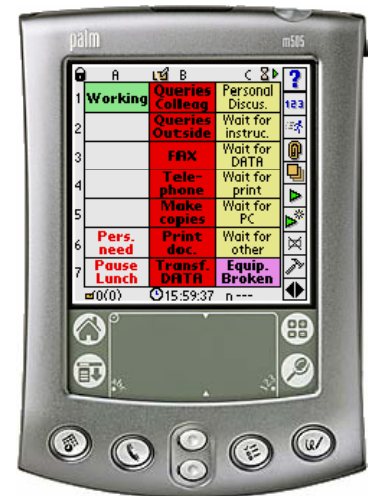 palm m505
A B C
1 Working Queries Colleag Personal Discus. ?
123
2 Queries Outside Wait for instruc.
3 FAX Wait for DATA
4 Tele- phone Wait for print
5 Make copies Wait for PC
6 Pers. need Print doc. Wait for other
7 Pause Lunch Transf. DATA Equip. Broken
0(0) 15:59:37 n ---